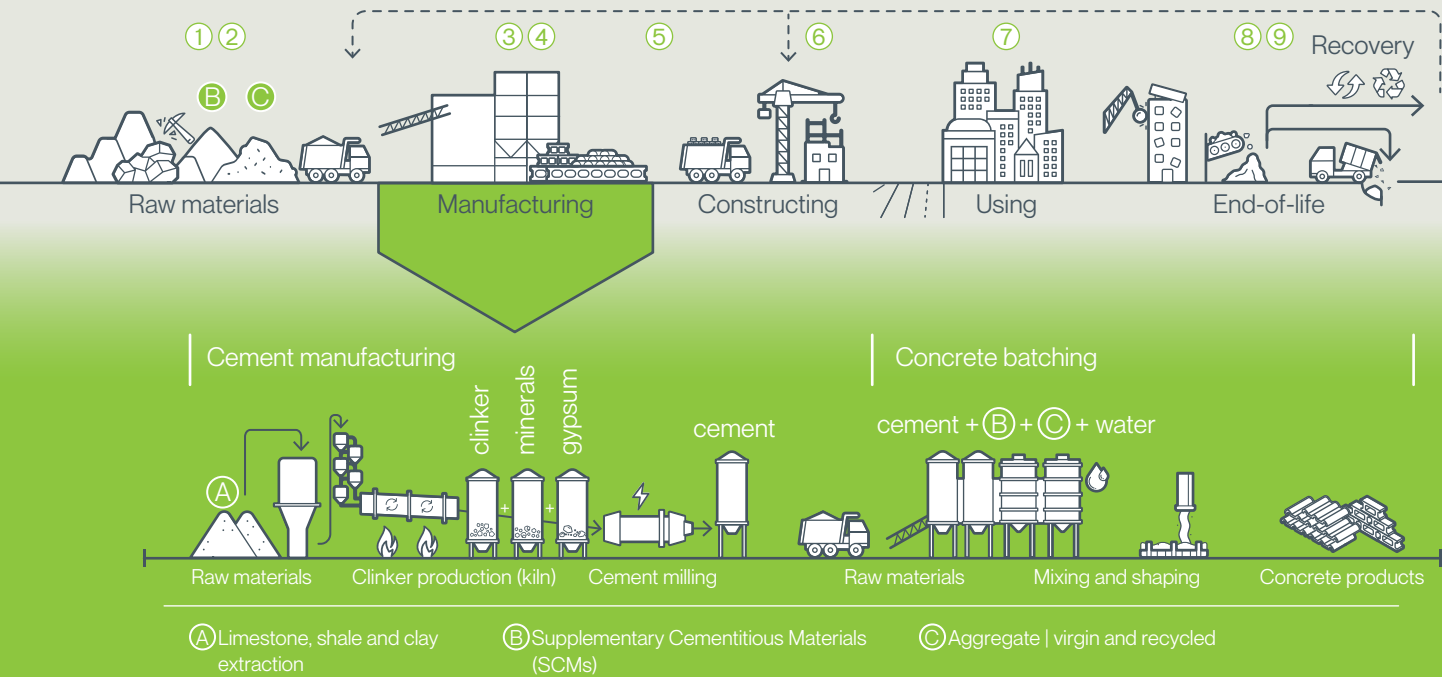 ① ② ③ ④ ⑤ ⑥ ⑦ ⑧ ⑨ Recovery
Ⓑ Ⓒ
Raw materials Manufacturing Constructing Using End-of-life
Cement manufacturing
Concrete batching
clinker
minerals
gypsum
cement
cement + Ⓑ + Ⓒ + water
Ⓐ
+ +
Raw materials Clinker production (kiln) Cement milling Raw materials Mixing and shaping Concrete products
Ⓐ Limestone, shale and clay
extraction
Ⓑ Supplementary Cementitious Materials
(SCMs)
Ⓒ Aggregate | virgin and recycled